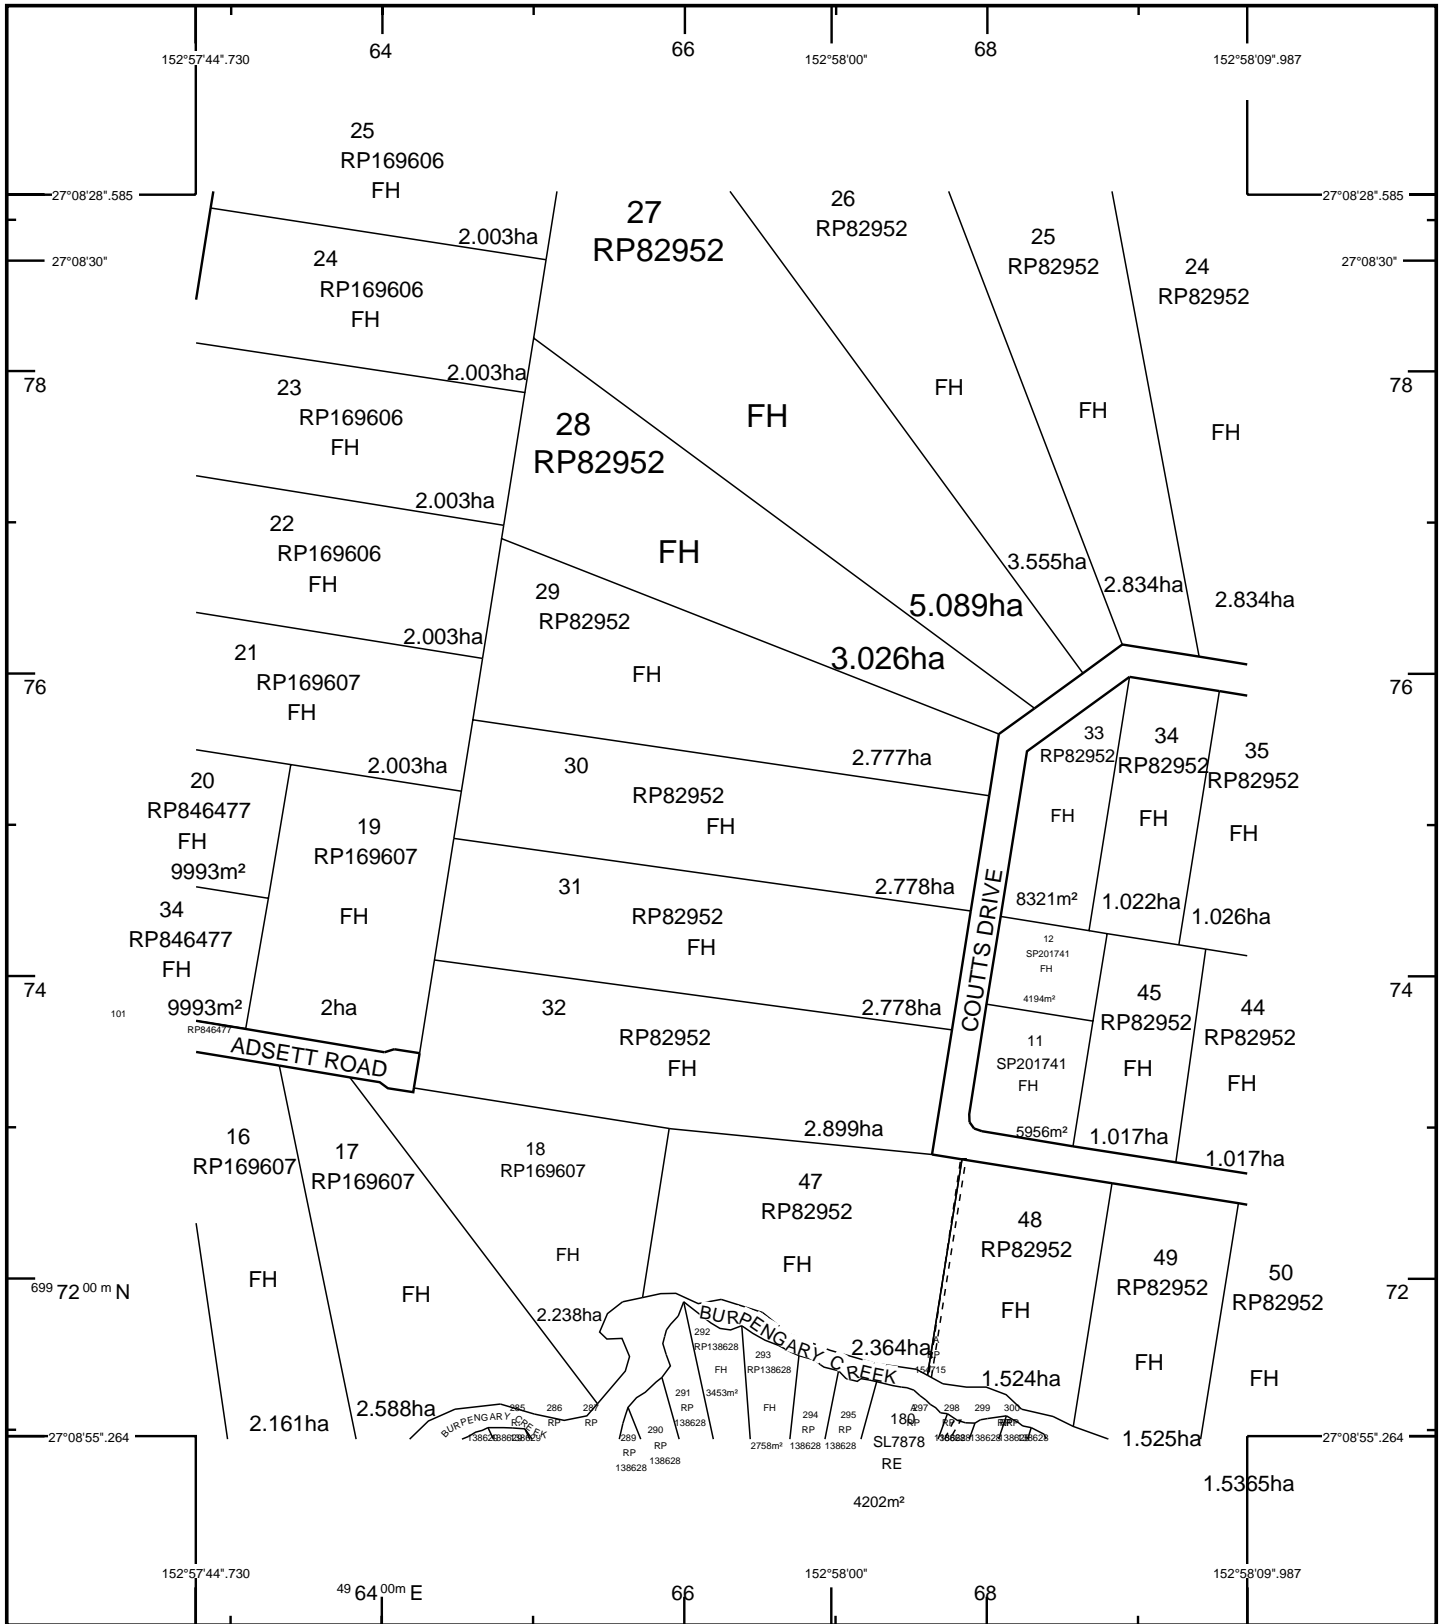 64
66
68
152°57'44".730
152°58'00"
152°58'09".987
27°08'28".585
27°08'28".585
27°08'30"
27°08'30"
25
RP169606
FH
2.003ha
24
RP169606
FH
2.003ha
23
RP169606
FH
2.003ha
22
RP169606
FH
2.003ha
21
RP169607
FH
2.003ha
27
RP82952
FH
5.089ha
26
RP82952
FH
3.555ha
25
RP82952
FH
2.834ha
24
RP82952
FH
2.834ha
78
78
28
RP82952
FH
3.026ha
29
RP82952
FH
2.777ha
76
76
30
RP82952
FH
2.778ha
31
RP82952
FH
2.778ha
32
RP82952
FH
2.899ha
20
RP846477
FH
9993m²
34
RP846477
FH
9993m²
101
RP846477
19
RP169607
FH
2ha
33
RP82952
FH
8321m²
34
RP82952
FH
1.022ha
35
RP82952
FH
1.026ha
COUTTS DRIVE
12
SP201741
FH
4194m²
11
SP201741
FH
5956m²
45
RP82952
FH
1.017ha
44
RP82952
FH
1.017ha
74
74
ADSETT ROAD
16
RP169607
FH
2.161ha
17
RP169607
FH
2.588ha
18
RP169607
FH
2.238ha
47
RP82952
FH
2.364ha
48
RP82952
FH
1.524ha
49
RP82952
FH
1.525ha
50
RP82952
FH
1.5365ha
699 72 00 m N
72
BURPENGARY CREEK
BURPENGARY CREEK
A
RP
154715
292
RP138628
FH
3453m²
293
RP138628
FH
2758m²
291
RP
138628
290
RP
138628
289
RP
138628
294
RP
138628
295
RP
138628
285
286
RP
287
RP
180
SL7878
RE
4202m²
297
298
299
300
27°08'55".264
27°08'55".264
152°57'44".730
152°58'00"
152°58'09".987
49 64 00m E
66
68